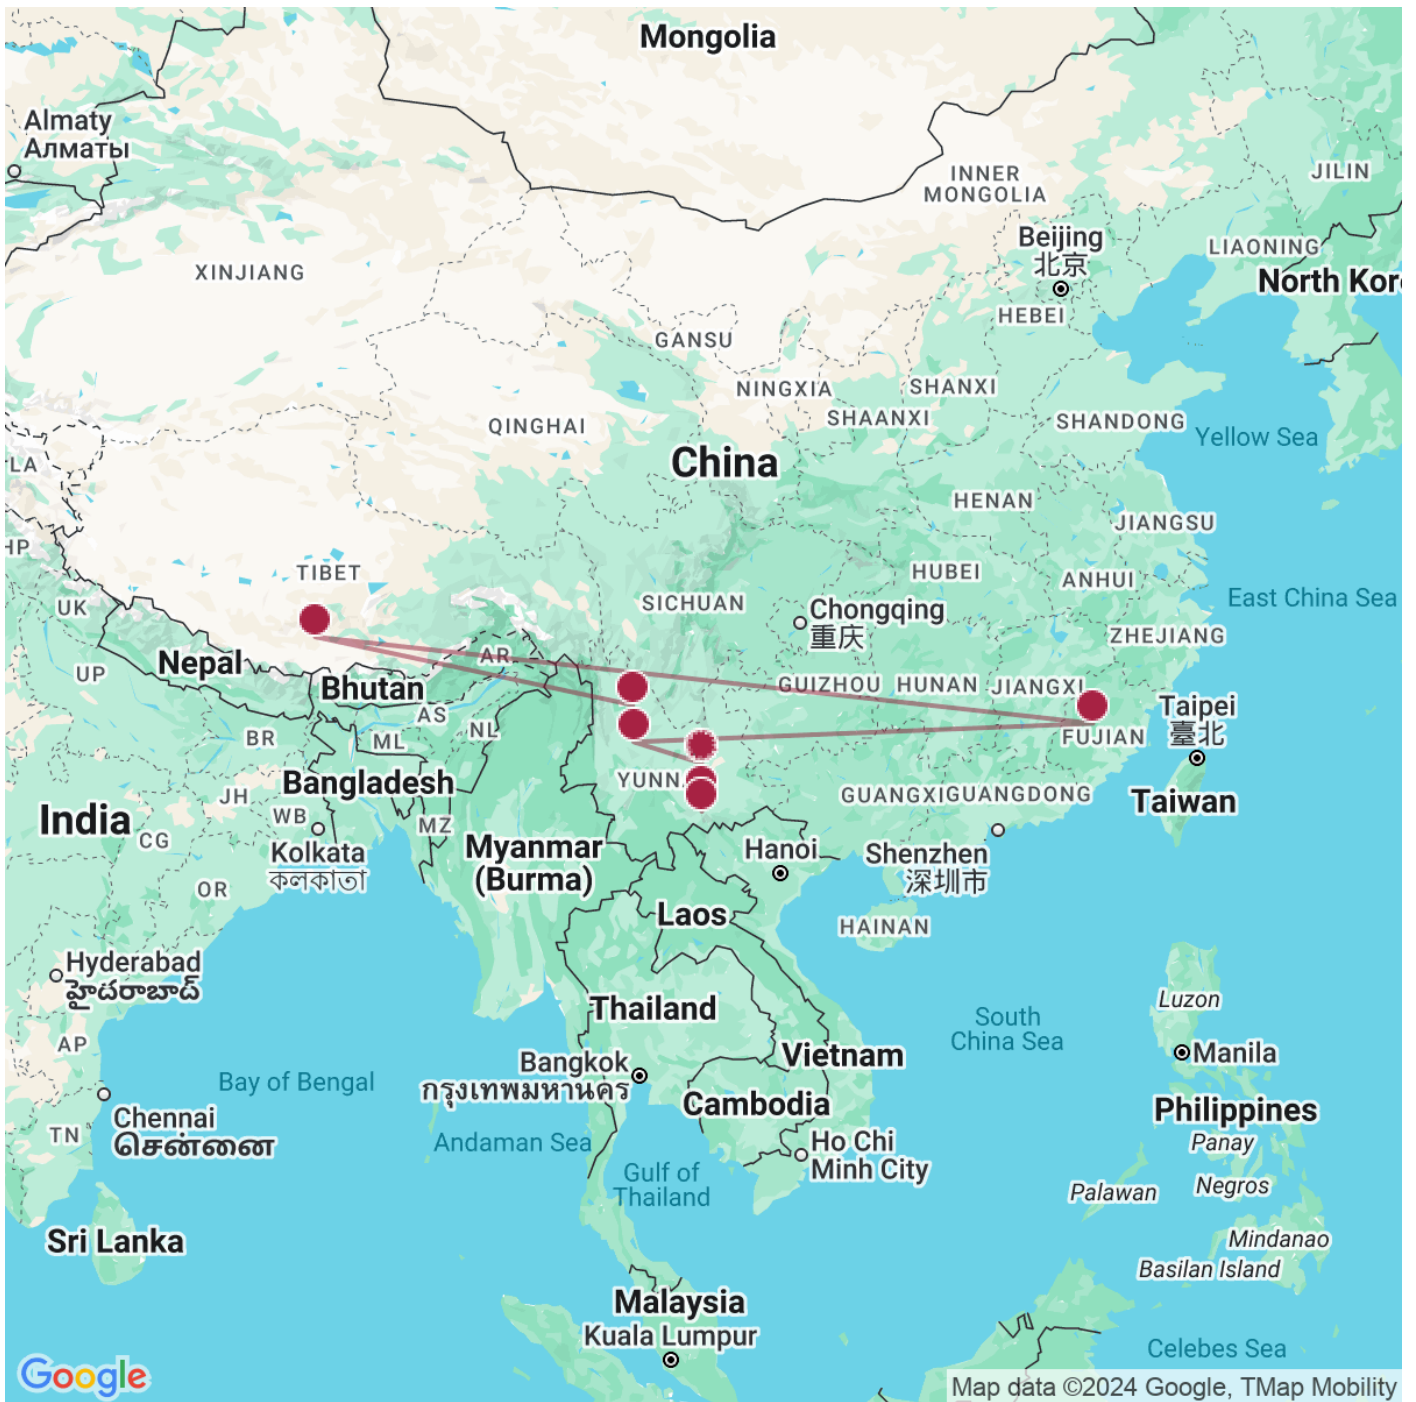 Mongolia
Almaty
Алматы
INNER
MONGOLIA
JILIN
Beijing
北京
LIAONING
XINJIANG
North Kor
HEBEI
GANSU
NINGXIA
SHANXI
SHAANXI
SHANDONG
QINGHAI
Yellow Sea
LA
China
HENAN
JIANGSU
HP
TIBET
HUBEI
ANHUI
UK
SICHUAN
Chongqing
重庆
East China Sea
ZHEJIANG
AR
Nepal
UP
Bhutan
GUIZHOU
HUNAN
JIANGXI
Taipei
臺北
AS
NL
BR
ML
FUJIAN
Bangladesh
YUNN
JH
GUANGXI
GUANGDONG
Taiwan
India
WB
MZ
CG
Kolkata
কলকাতা
Myanmar
(Burma)
Hanoi
Shenzhen
深圳市
OR
Laos
HAINAN
Hyderabad
హైదరాబాద్
Thailand
Luzon
South
China Sea
AP
Vietnam
Manila
Bangkok
กรุงเทพมหานคร
Bay of Bengal
Cambodia
Philippines
Chennai
சென்னை
TN
Andaman Sea
Ho Chi
Minh City
Panay
Gulf of
Thailand
Palawan
Negros
Sri Lanka
Mindanao
Basilan Island
Malaysia
Kuala Lumpur
Celebes Sea
Google
Map data ©2024 Google, TMap Mobility